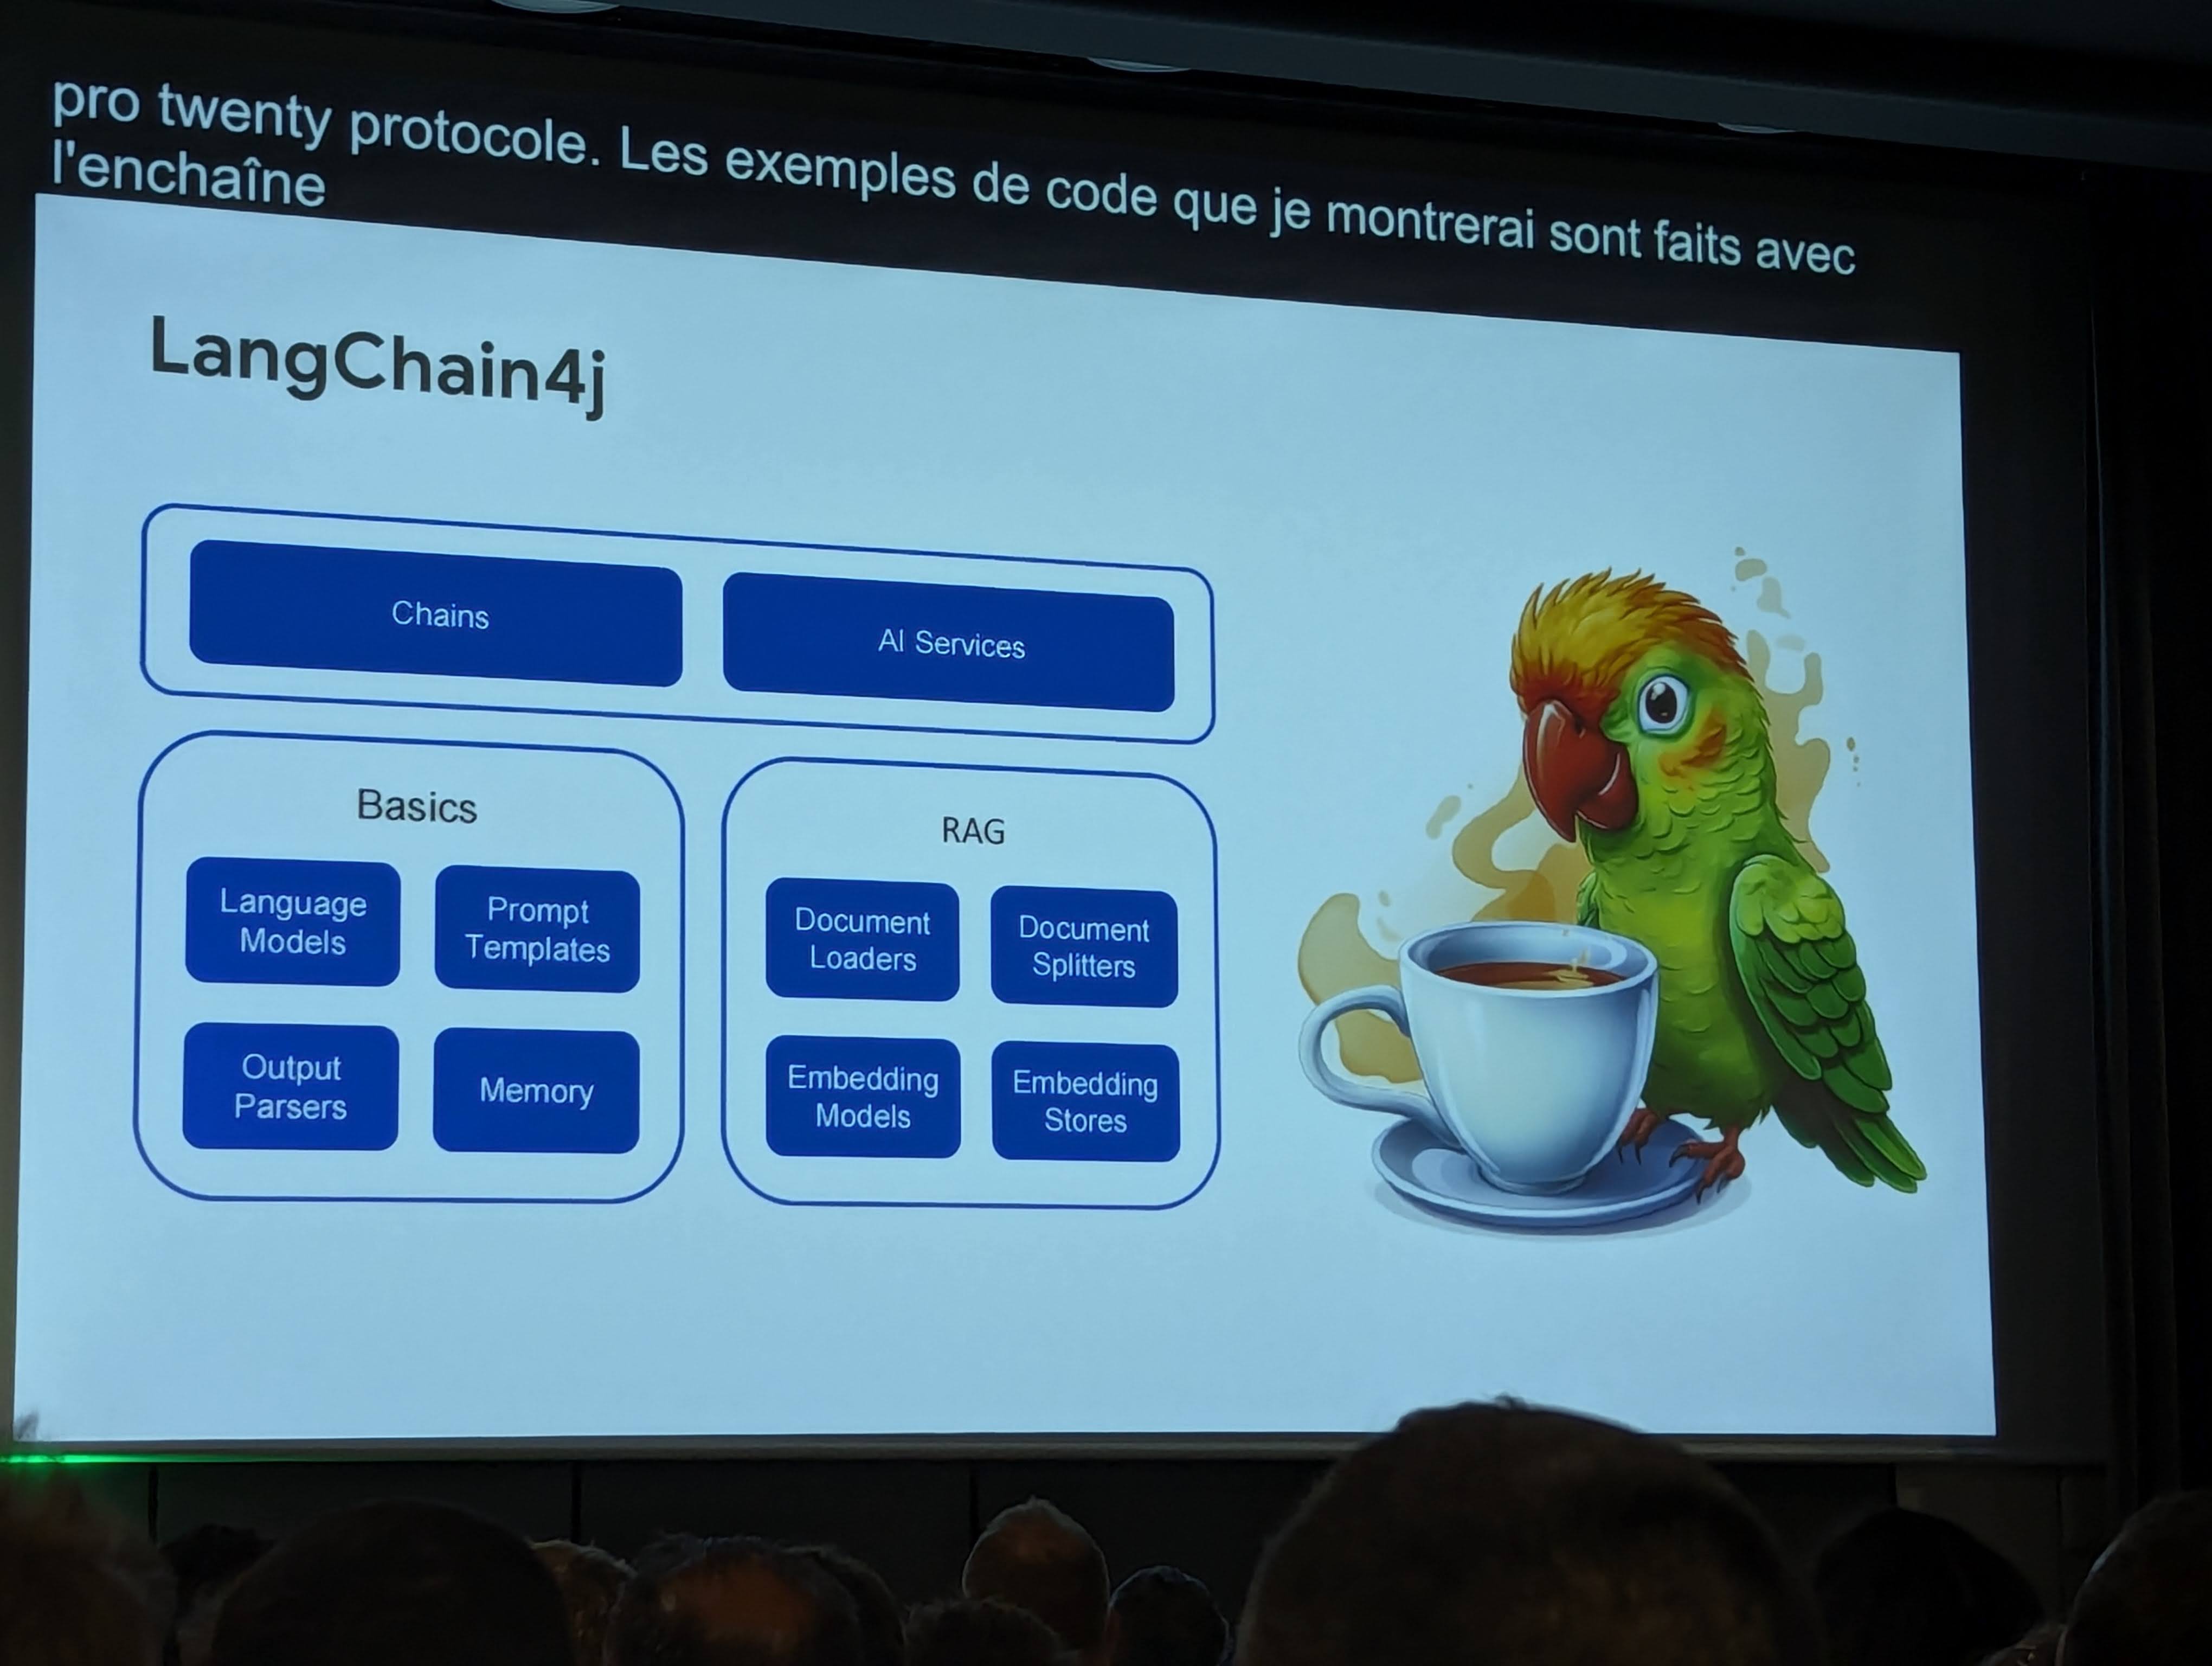 pro twenty protocole. Les exemples de code que je montrerai sont faits avec
l'enchaîne
LangChain4j
Chains
AI Services
Basics
Language
Models
Prompt
Templates
Output
Parsers
Memory
RAG
Document
Loaders
Document
Splitters
Embedding
Models
Embedding
Stores